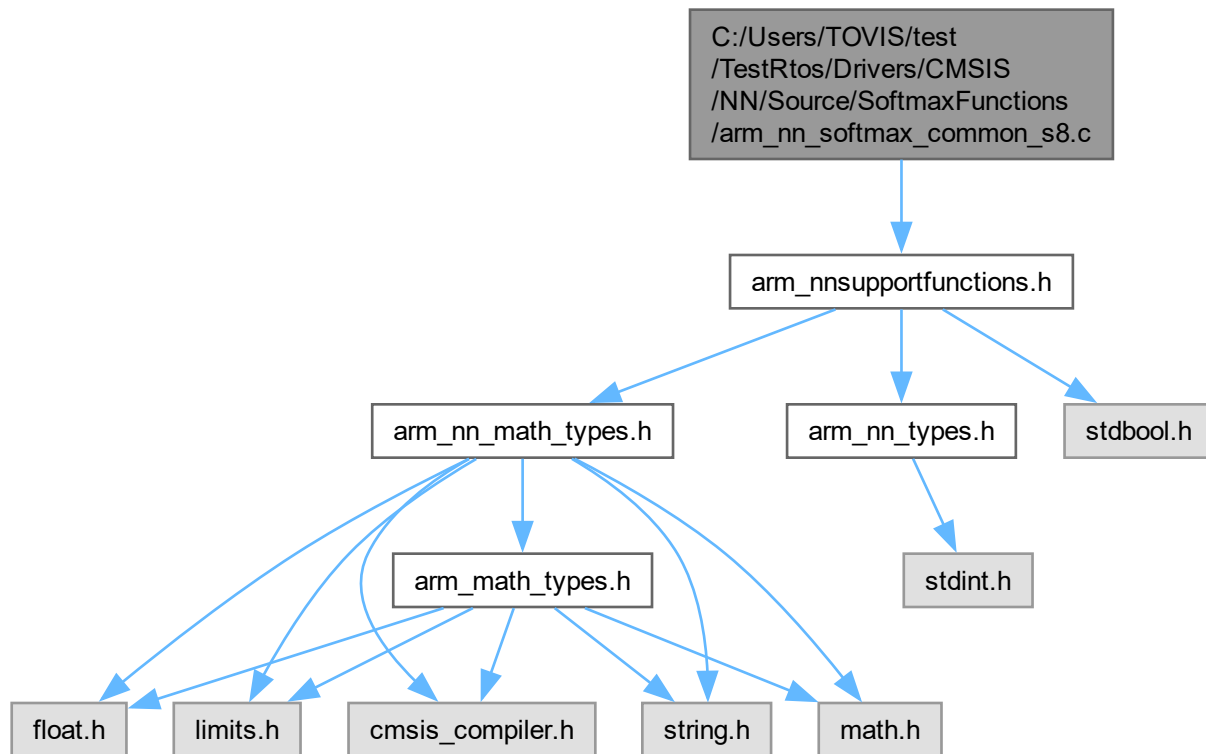 C:/Users/TOVIS/test
/TestRtos/Drivers/CMSIS
/NN/Source/SoftmaxFunctions
/arm_nn_softmax_common_s8.c
arm_nnsupportfunctions.h
arm_nn_math_types.h
arm_nn_types.h
stdbool.h
arm_math_types.h
stdint.h
float.h
limits.h
cmsis_compiler.h
string.h
math.h